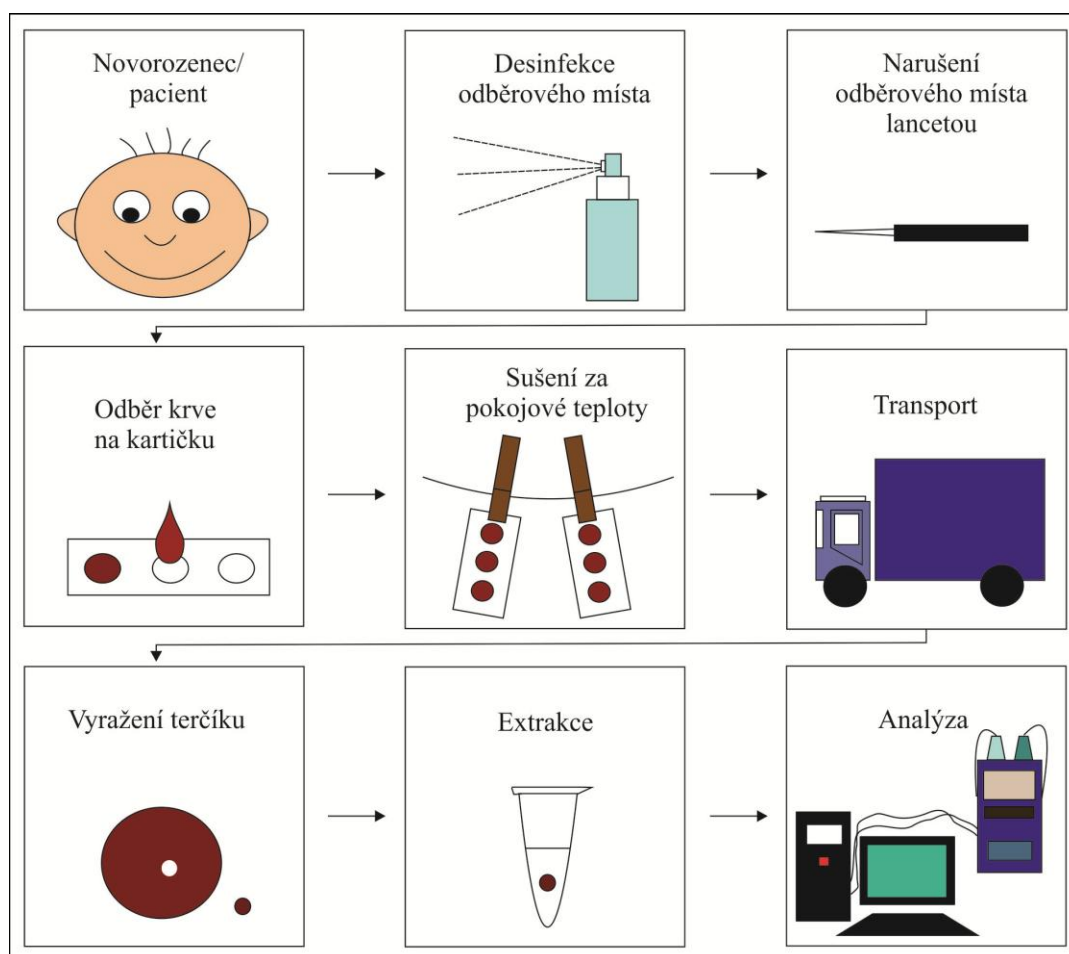 Novorozenec/
pacient
Desinfekce
odběrového místa
Narušení
odběrového místa
lancetou
Odběr krve
na kartičku
Sušení za
pokojové teploty
Transport
Vyražení terčíku
Extrakce
Analýza